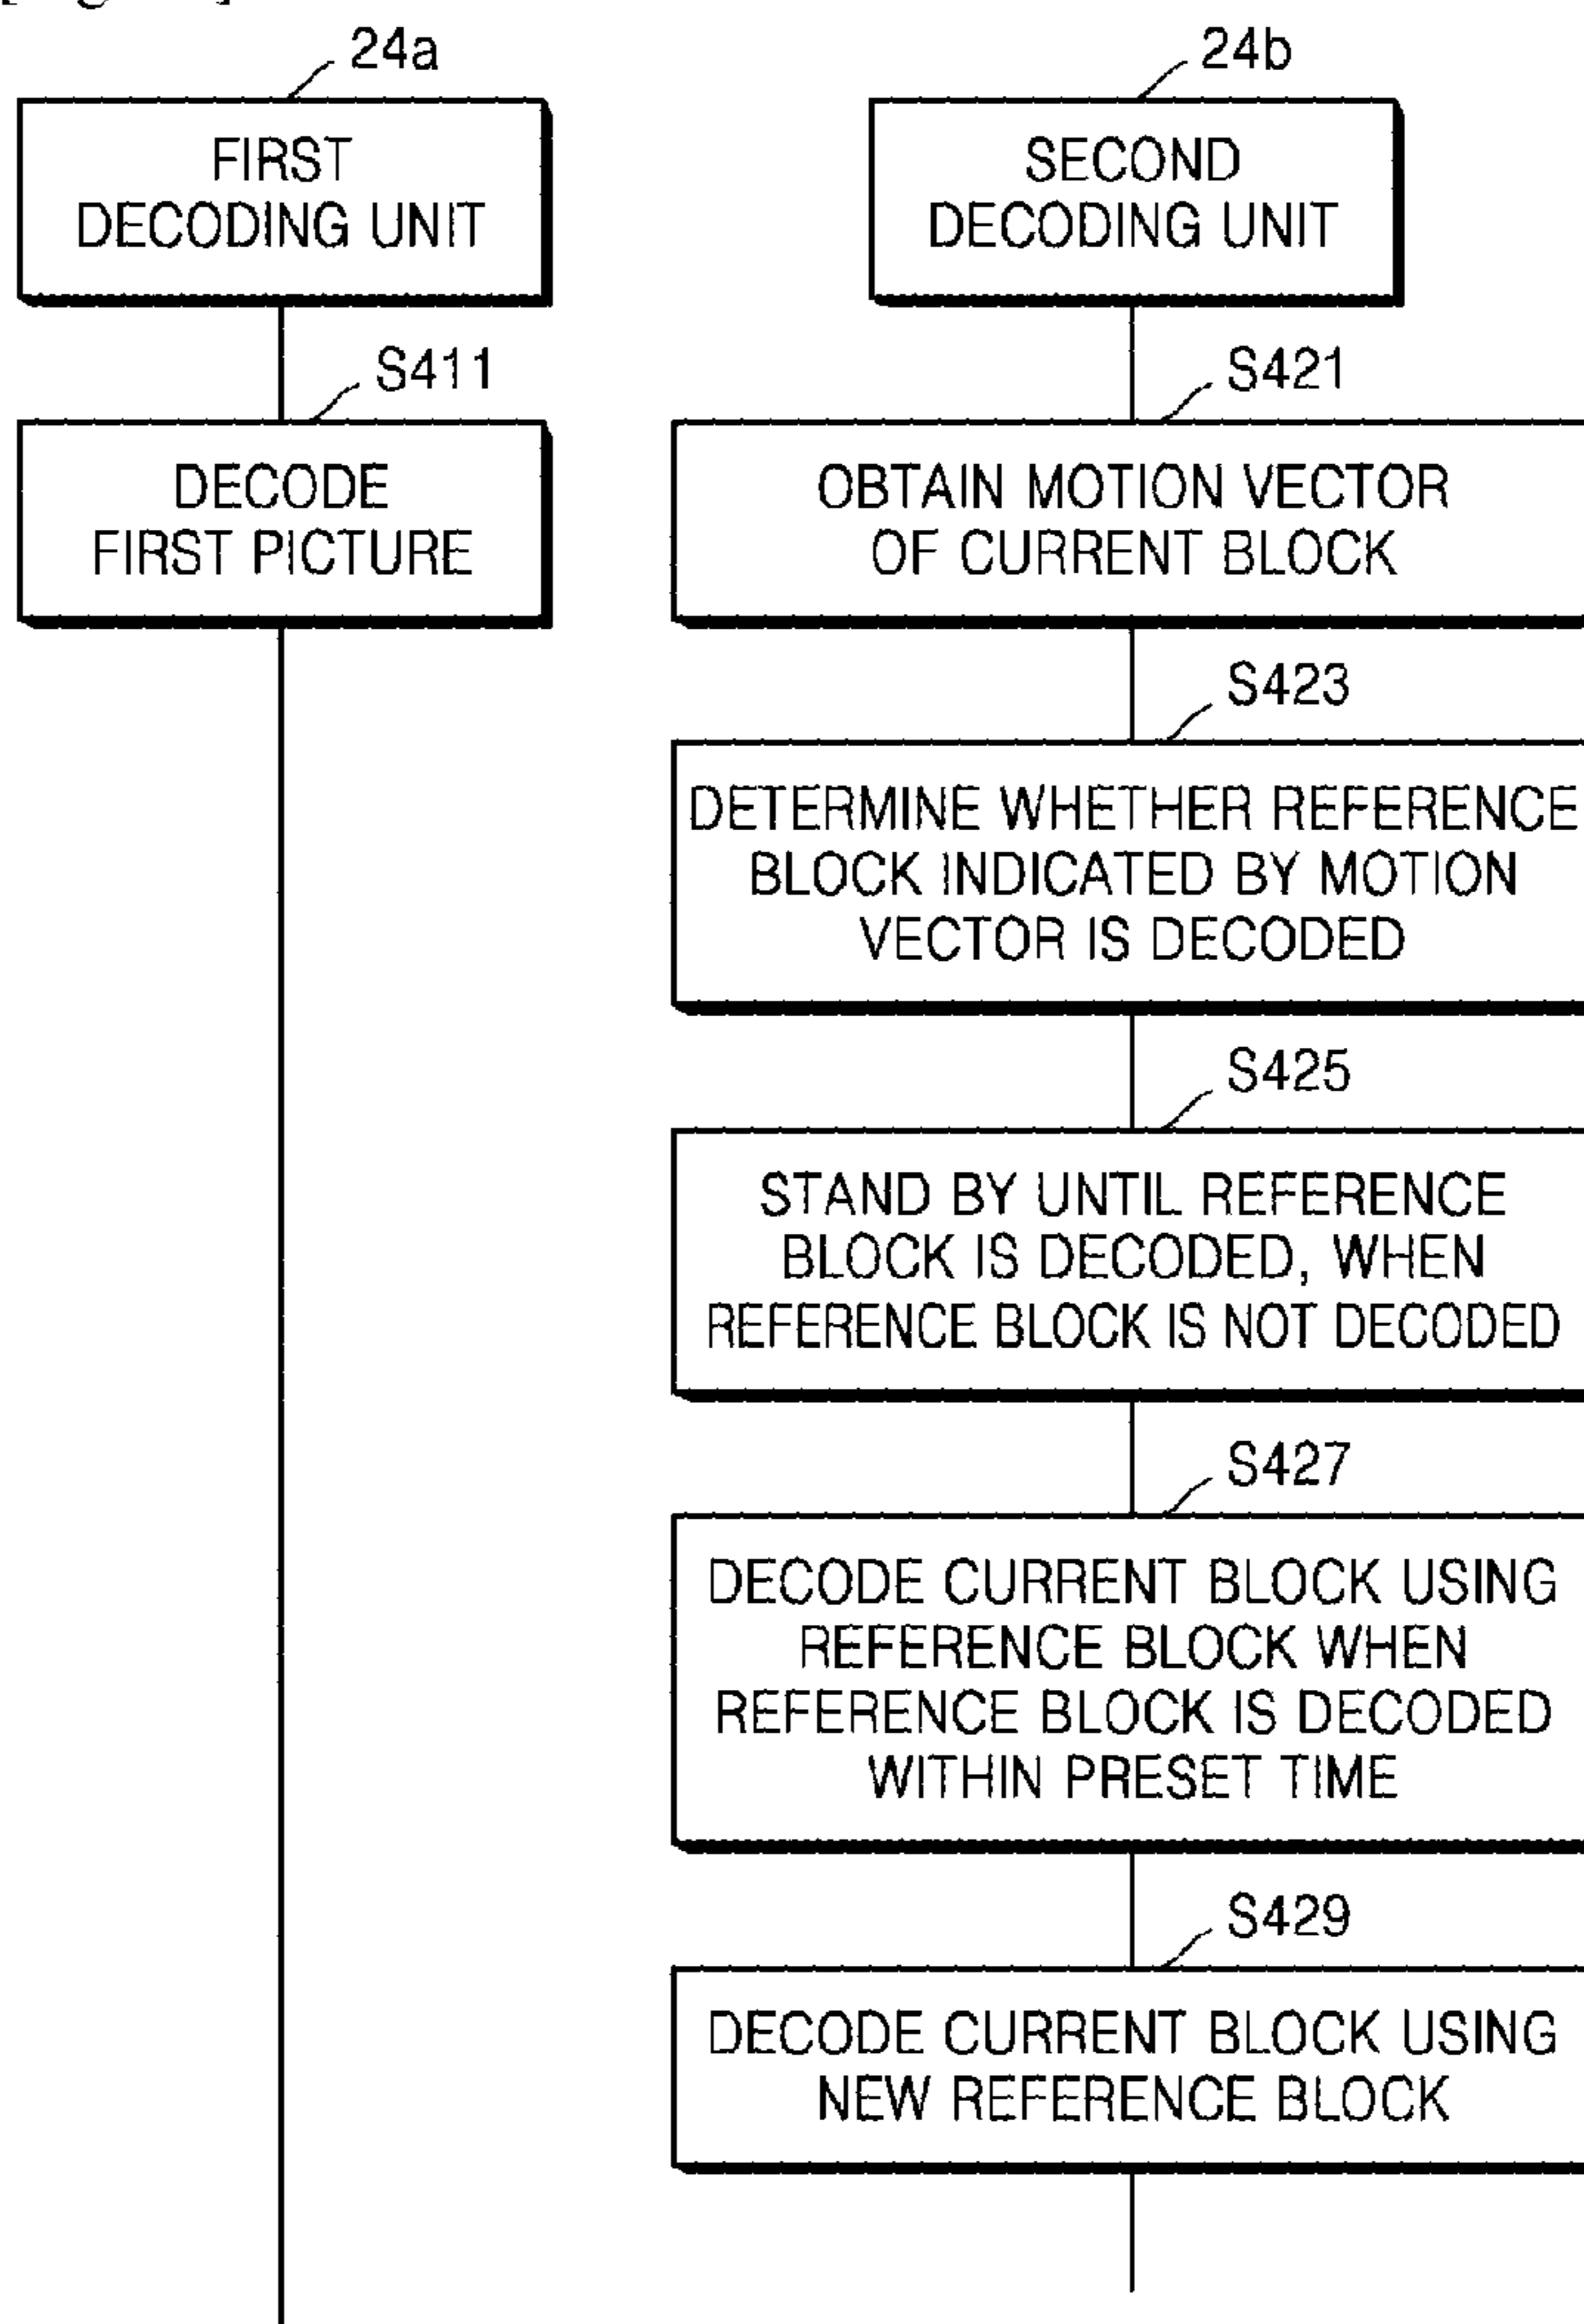 24a
FIRST
DECODING UNIT
S411
DECODE
FIRST PICTURE
24b
SECOND
DECODING UNIT
S421
OBTAIN MOTION VECTOR
OF CURRENT BLOCK
S423
DETERMINE WHETHER REFERENCE
BLOCK INDICATED BY MOTION
VECTOR IS DECODED
S425
STAND BY UNTIL REFERENCE
BLOCK IS DECODED, WHEN
REFERENCE BLOCK IS NOT DECODED
S427
DECODE CURRENT BLOCK USING
REFERENCE BLOCK WHEN
REFERENCE BLOCK IS DECODED
WITHIN PRESET TIME
S429
DECODE CURRENT BLOCK USING
NEW REFERENCE BLOCK